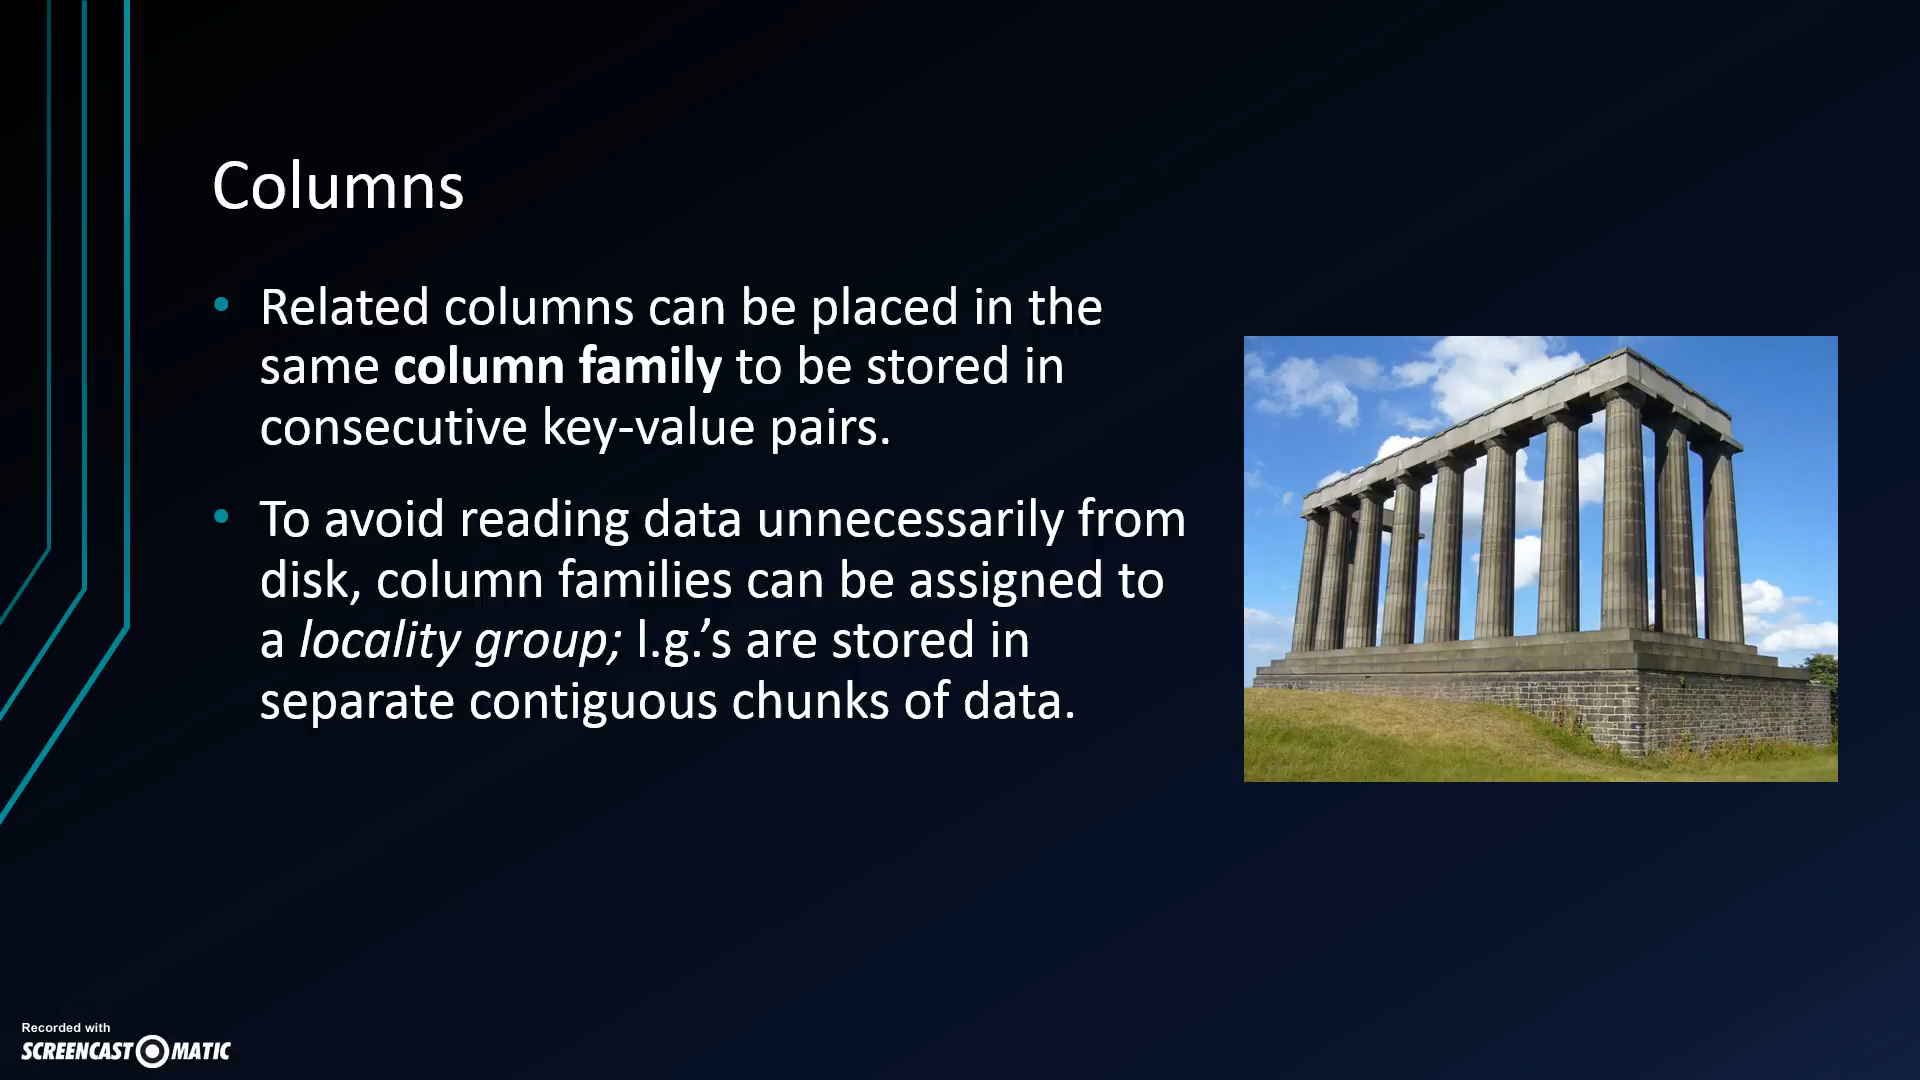 Columns
• Related columns can be placed in the
same column family to be stored in
consecutive key-value pairs.
• To avoid reading data unnecessarily from
disk, column families can be assigned to
a locality group; l.g.’s are stored in
separate contiguous chunks of data.
Recorded with
SCREENCAST MATIC